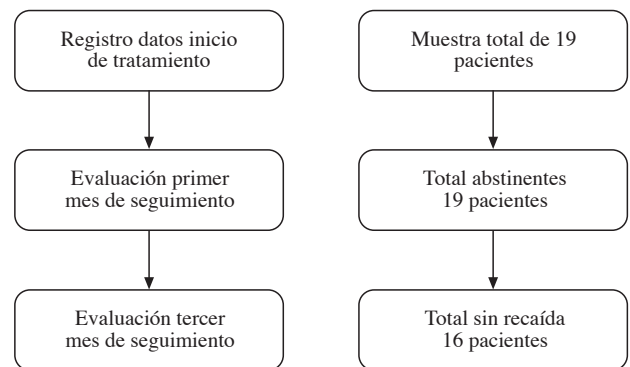 Registro datos inicio
de tratamiento
Muestra total de 19
pacientes
Evaluación primer
mes de seguimiento
Total abstinentes
19 pacientes
Evaluación tercer
mes de seguimiento
Total sin recaída
16 pacientes